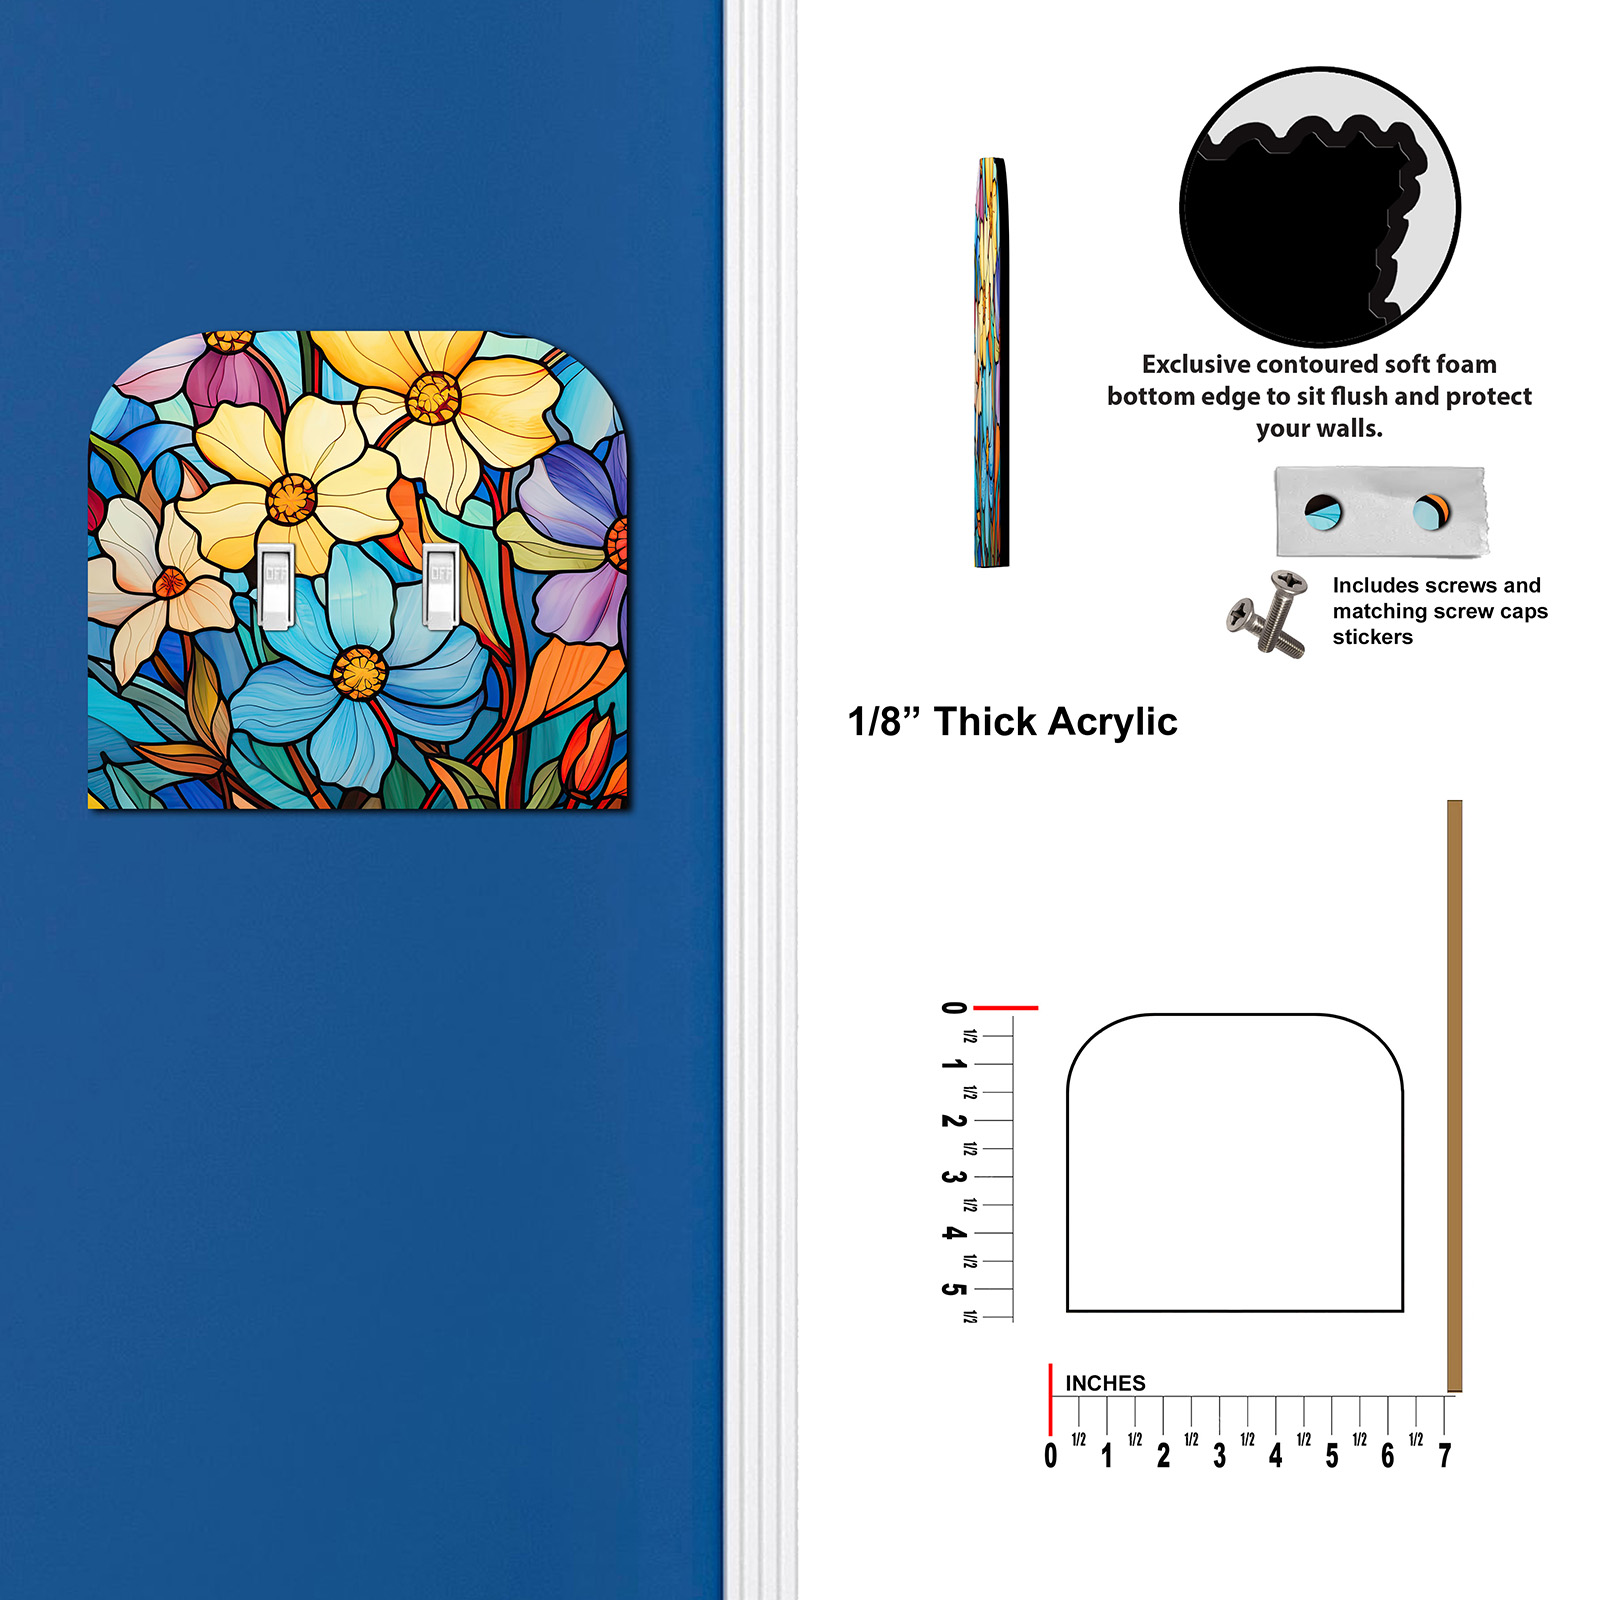 OFF OFF
Exclusive contoured soft foam
bottom edge to sit flush and protect
your walls.
Includes screws and
matching screw caps
stickers
1/8” Thick Acrylic
0
1/2
1
1/2
2
1/2
3
1/2
4
1/2
5
1/2
INCHES
0 1/2 1 1/2 2 1/2 3 1/2 4 1/2 5 1/2 6 1/2 7